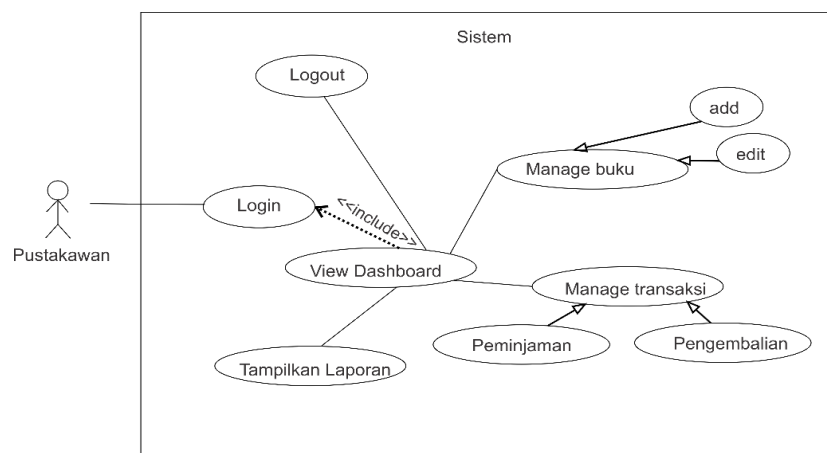 Sistem
Logout
add
edit
Manage buku
Login
<<include>>
Pustakawan
View Dashboard
Manage transaksi
Peminjaman
Pengembalian
Tampilkan Laporan